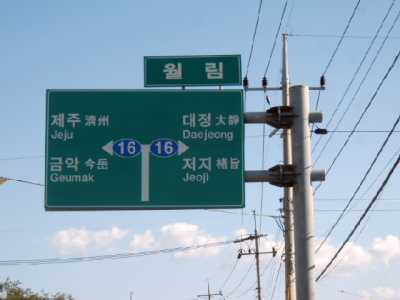 월 림
제주 濟州
Jeju
대정 大靜
Daejeong
16
16
금악 今岳
Geumak
저지 楮旨
Jeoji